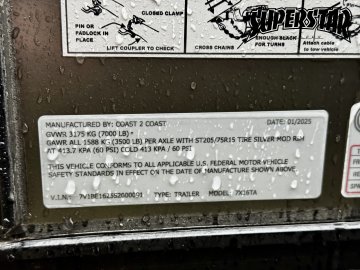 CLOSED CLAMP
PIN OR
PADLOCK IN
PLACE
LIFT COUPLER TO CHECK
CROSS CHAINS
ENOUGH SLACK
FOR TURNS
Attach cable
to tow vehicle
SUPERSTAR
MANUFACTURED BY: COAST 2 COAST DATE: 01/2025
GVWR 3175 KG (7000 LB)
GAWR ALL 1588 KG (3500 LB) PER AXLE WITH ST205/75R15 TIRE SILVER MOD RIM
AT 413.7 KPA (60 PSI) COLD 413 KPA / 60 PSI
THIS VEHICLE CONFORMS TO ALL APPLICABLE U.S. FEDERAL MOTOR VEHICLE
SAFETY STANDARDS IN EFFECT ON THE DATE OF MANUFACTURE SHOWN ABOVE.
V.I.N.: TYPE: TRAILER MODEL: 7X16TA